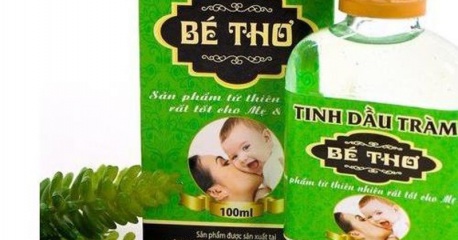 BÉ THƠ
Sản phẩm từ thiên
rất tốt cho Mẹ &
100ml
Sản phẩm được sản xuất tại
TINH DẦU TRÀM
BÉ THƠ
phẩm từ thiên nhiên rất tốt cho Mẹ